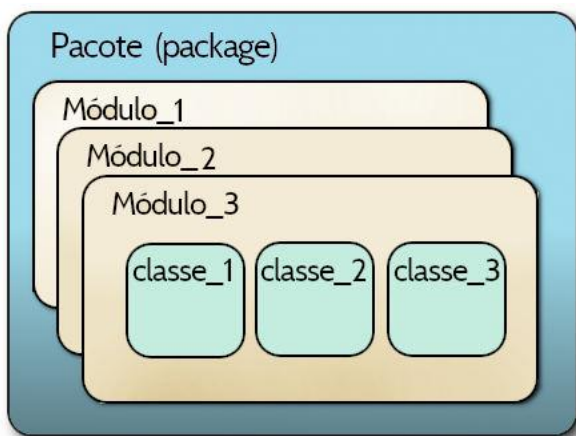 Pacote (package)
Módulo_1
Módulo_2
Módulo_3
classe_1 classe_2 classe_3